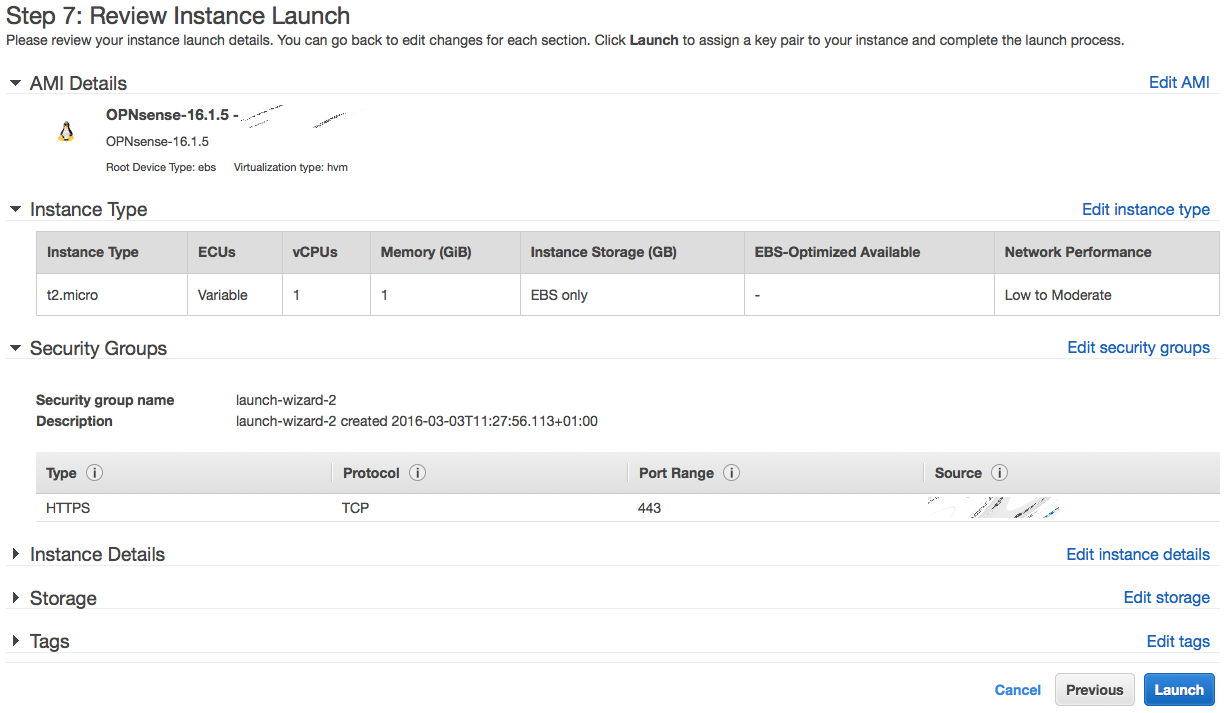 Step 7: Review Instance Launch
Please review your instance launch details. You can go back to edit changes for each section. Click Launch to assign a key pair to your instance and complete the launch process.
AMI Details Edit AMI
OPNsense-16.1.5 -
OPNsense-16.1.5
Root Device Type: ebs Virtualization type: hvm
Instance Type Edit instance type
Instance Type ECUs vCPUs Memory (GiB) Instance Storage (GB) EBS-Optimized Available Network Performance
t2.micro Variable 1 1 EBS only - Low to Moderate
Security Groups Edit security groups
Security group name launch-wizard-2
Description launch-wizard-2 created 2016-03-03T11:27:56.113+01:00
Type i Protocol i Port Range i Source i
HTTPS TCP 443
Instance Details Edit instance details
Storage Edit storage
Tags Edit tags
Cancel Previous Launch